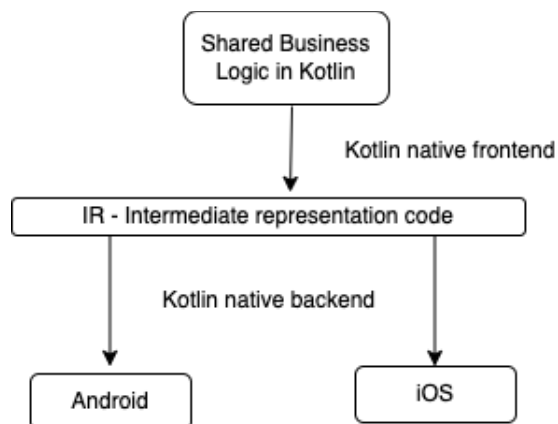 Shared Business
Logic in Kotlin
Kotlin native frontend
IR - Intermediate representation code
Kotlin native backend
Android
iOS